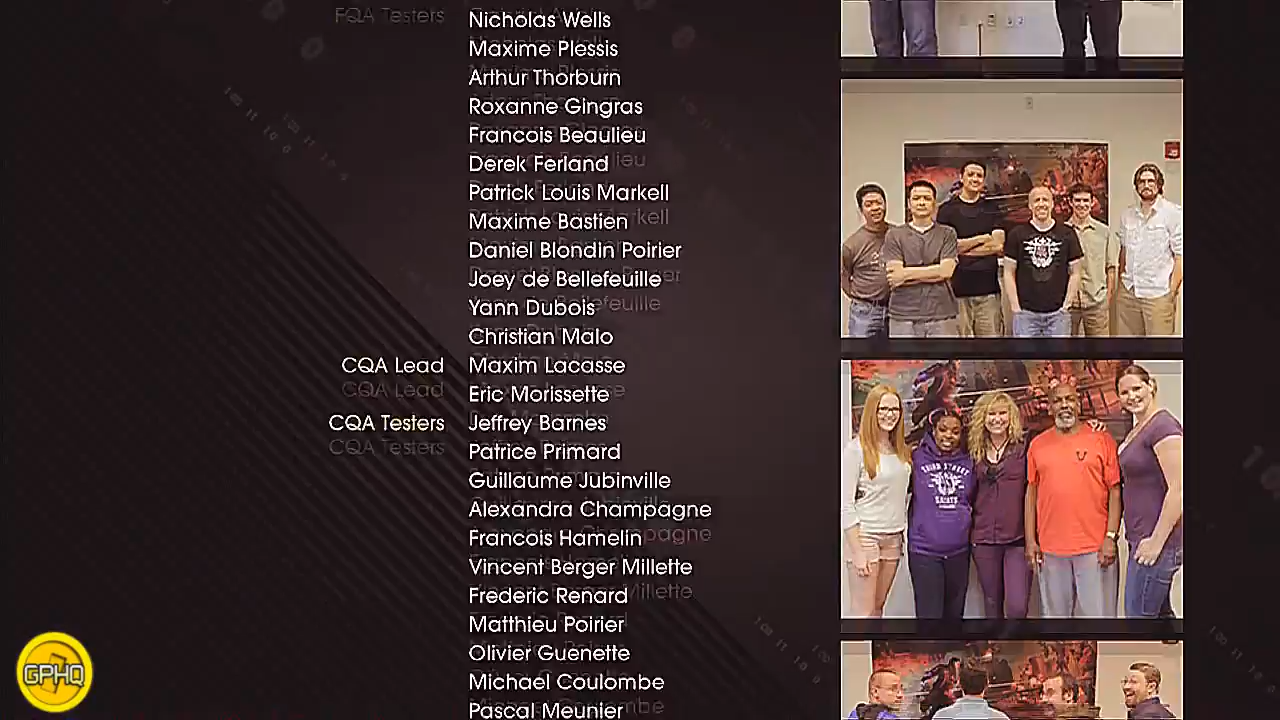 FQA Testers
Nicholas Wells
Maxime Plessis
Arthur Thorburn
Roxanne Gingras
Francois Beaulieu
Derek Ferland
Patrick Louis Markell
Maxime Bastien
Daniel Blondin Poirier
Joey de Bellefeuille
Yann Dubois
Christian Malo
CQA Lead Maxim Lacasse
Eric Morissette
CQA Testers Jeffrey Barnes
Patrice Primard
Guillaume Jubinville
Alexandra Champagne
Francois Hamelin
Vincent Berger Millette
Frederic Renard
Matthieu Poirier
Olivier Guenette
Michael Coulombe
Pascal Meunier
THIRD STREET
SAINTS
GPHQ